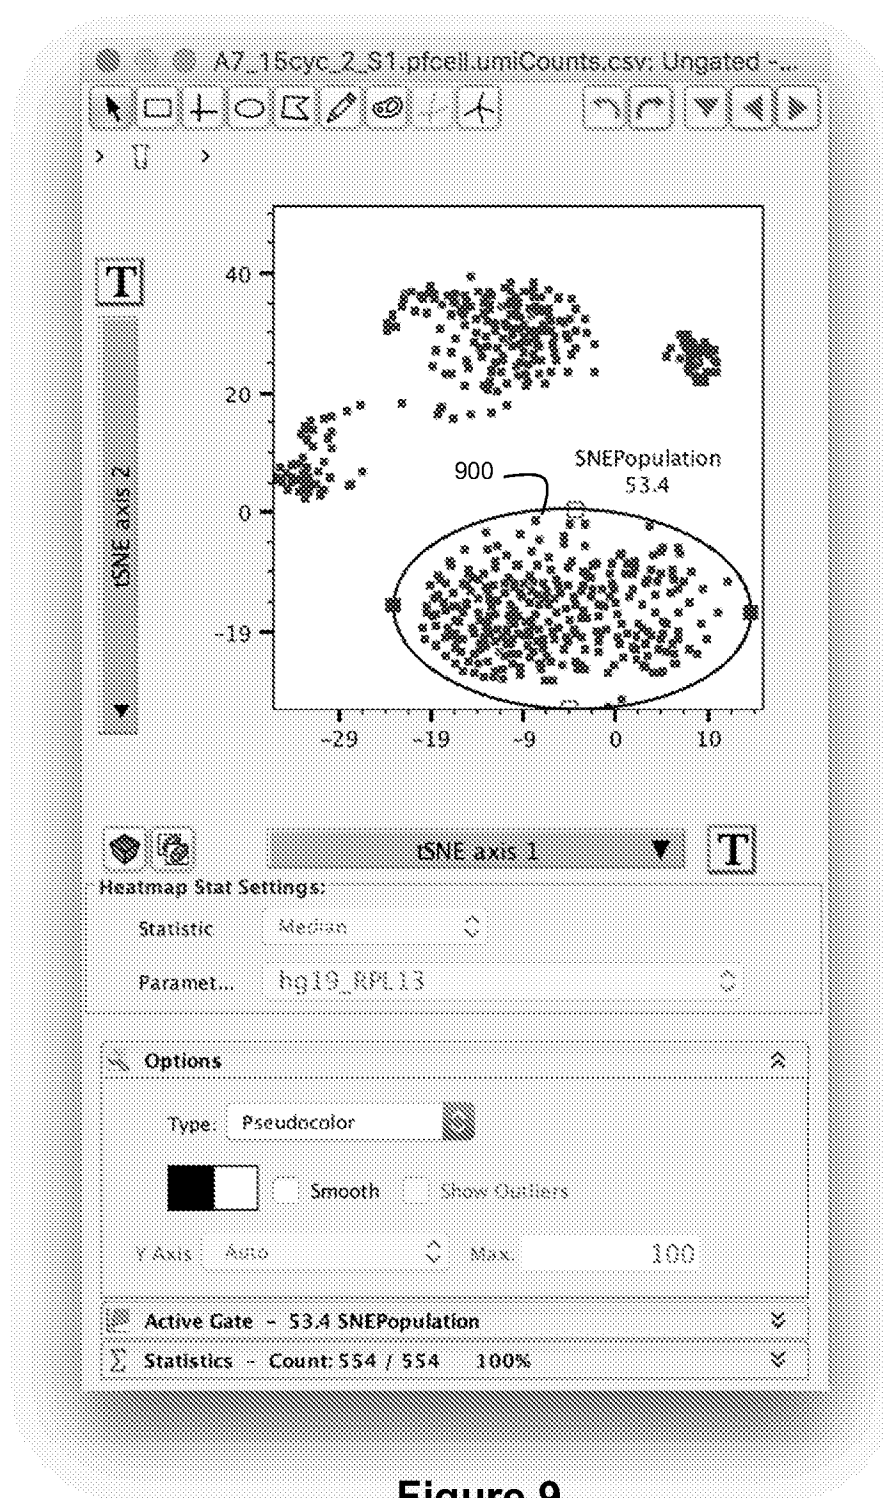 A7_15cyc_2_S1.pfcell.umiCounts.csv: Ungated -...
T
tSNE axis 2
40
20
0
-19
SNEPopulation
53.4
900
-29 -19 -9 0 10
tSNE axis 1 T
Heatmap Stat Settings:
Statistic Median
Paramet... hg19_RPL13
Options
Type: Pseudocolor
Smooth Show Outliers
Y Axis Auto Max. 100
Active Gate - 53.4 SNEPopulation
Σ Statistics - Count: 554 / 554 100%
Figure 9